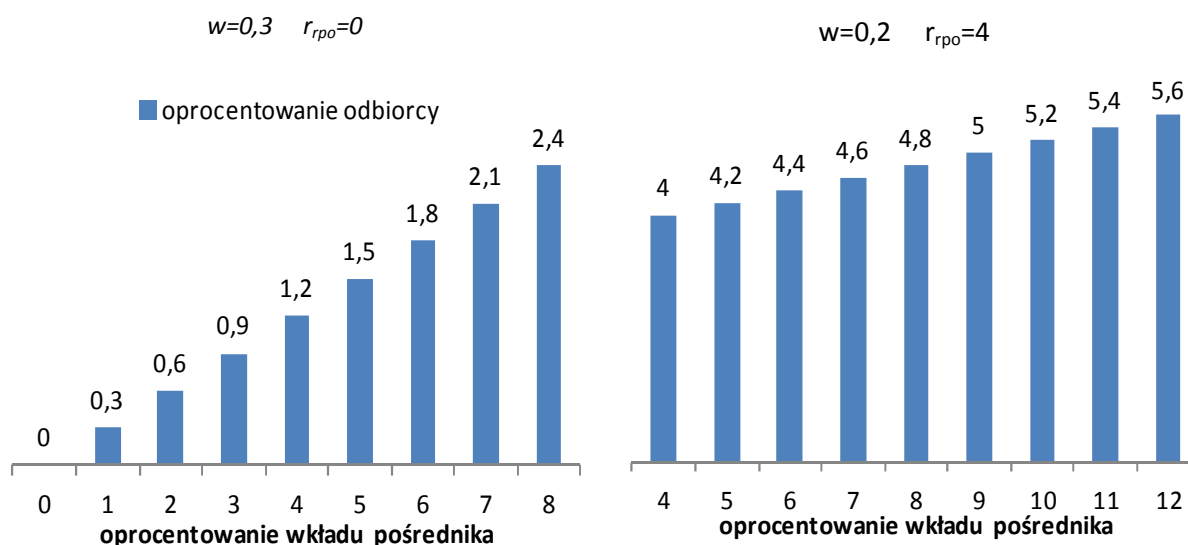 w=0,3 r_rpo=0
oprocentowanie odbiorcy
0
0,3
0,6
0,9
1,2
1,5
1,8
2,1
2,4
0 1 2 3 4 5 6 7 8
oprocentowanie wkładu pośrednika
w=0,2 r_rpo=4
4
4,2
4,4
4,6
4,8
5
5,2
5,4
5,6
4 5 6 7 8 9 10 11 12
oprocentowanie wkładu pośrednika